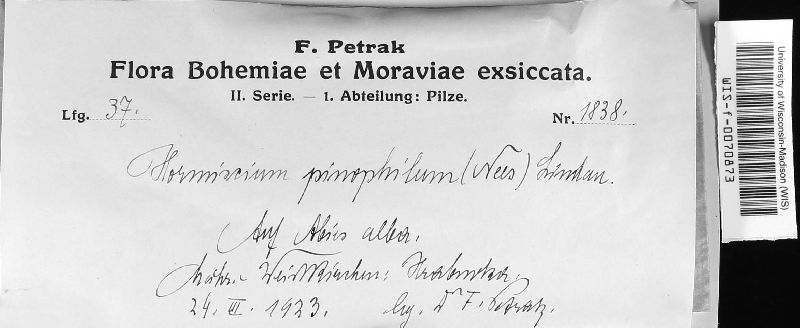 F. Petrak
Flora Bohemiae et Moraviae exsiccata.
II. Serie. — 1. Abteilung: Pilze.
Lfg. 37. Nr. 1838.
Hormiscium pinophilum (Nees) Lindau.
Auf Abies alba.
Mähr.- Weisskirchen: Hrabuvka,
24. III. 1923. lg. Dr F. Petrak.
University of Wisconsin-Madison (WIS)
WIS-f-0070873